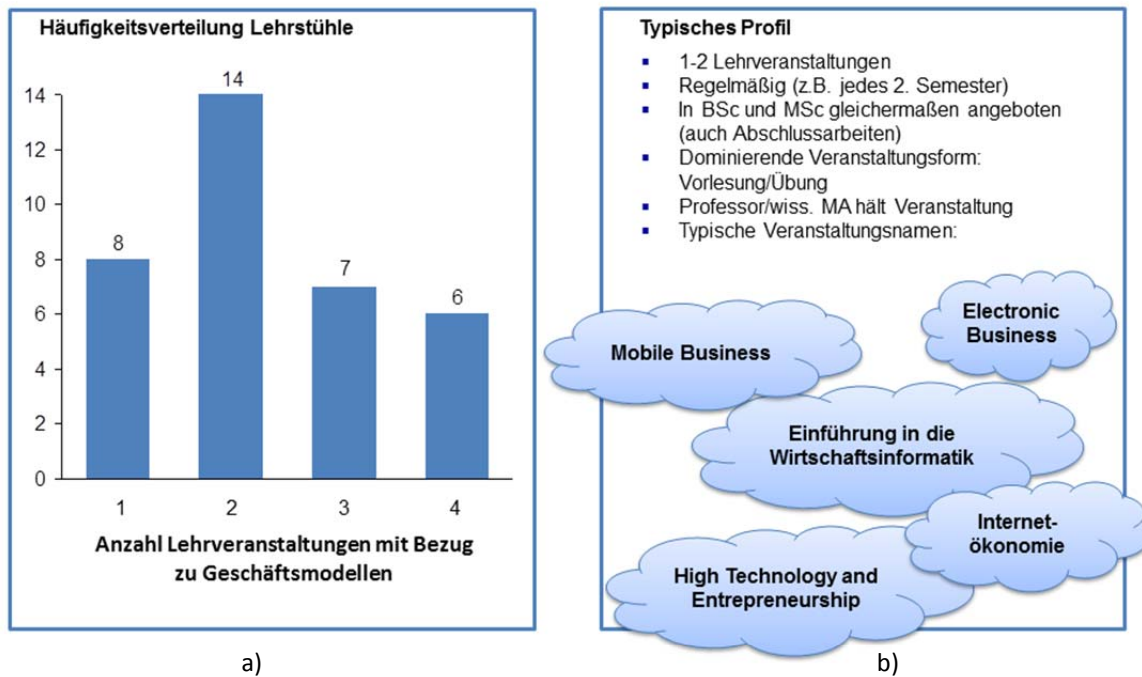 Häufigkeitsverteilung Lehrstühle
14
12
10
8
6
4
2
0
8
14
7
6
1
2
3
4
Anzahl Lehrveranstaltungen mit Bezug
zu Geschäftsmodellen
a)
Typisches Profil
▪ 1-2 Lehrveranstaltungen
▪ Regelmäßig (z.B. jedes 2. Semester)
▪ In BSc und MSc gleichermaßen angeboten
(auch Abschlussarbeiten)
▪ Dominierende Veranstaltungsform:
Vorlesung/Übung
▪ Professor/wiss. MA hält Veranstaltung
▪ Typische Veranstaltungsnamen:
Electronic
Business
Mobile Business
Einführung in die
Wirtschaftsinformatik
Internet-
ökonomie
High Technology and
Entrepreneurship
b)